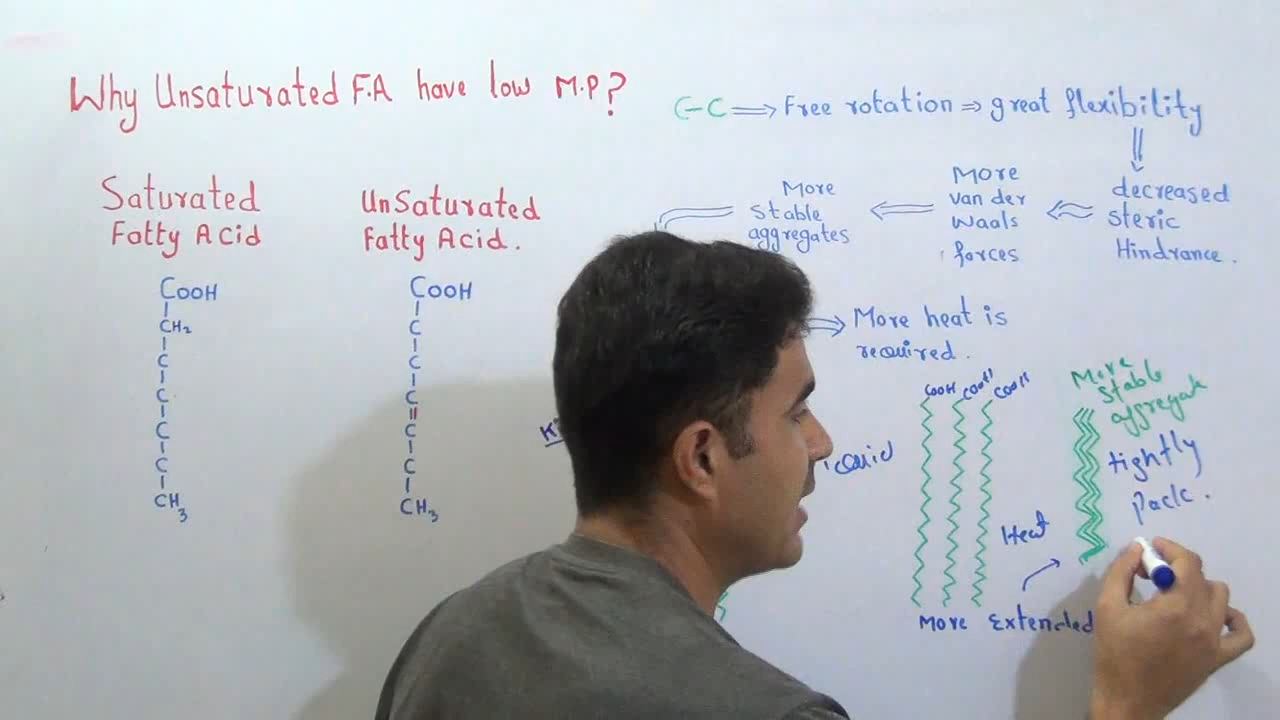 Why Unsaturated F.A have low M.P?
C-C ⇒ Free rotation ⇒ great flexibility
⇓
decreased
steric
Hindrance.
⇐
More
van der
waals
forces
⇐
More
stable
aggregates
Saturated
Fatty Acid
COOH
CH2
C
C
C
C
CH3
UnSaturated
Fatty Acid.
COOH
C
C
C
C
C
CH3
⇒ More heat is
required.
COOH COOH COOH
Heat
More Extended
More
stable
aggregate
tightly
pack.